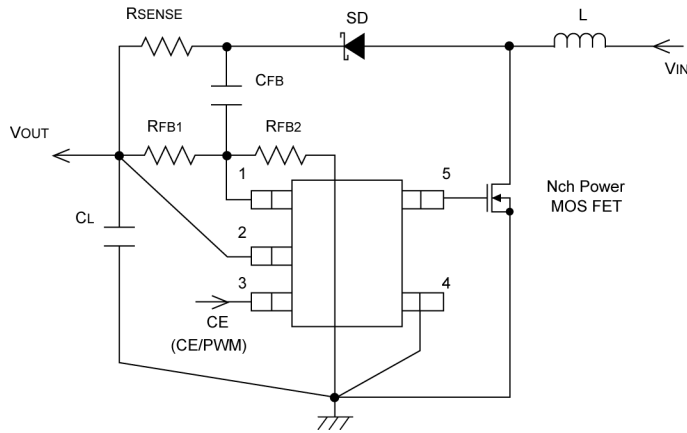 RSENSE
SD
L
VIN
CFB
VOUT
RFB1
RFB2
1
5
Nch Power
MOS FET
CL
2
3
4
CE
(CE/PWM)